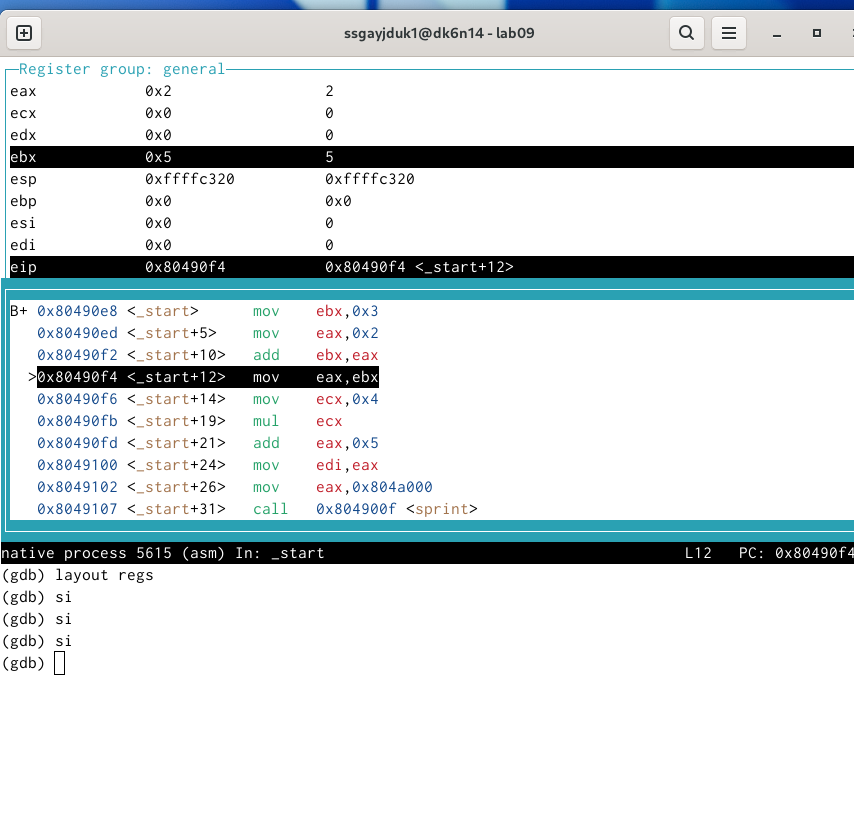 ssgayjduk1@dk6n14 - lab09
Register group: general
eax 0x2 2
ecx 0x0 0
edx 0x0 0
ebx 0x5 5
esp 0xffffc320 0xffffc320
ebp 0x0 0x0
esi 0x0 0
edi 0x0 0
eip 0x80490f4 0x80490f4 <_start+12>
B+ 0x80490e8 <_start> mov ebx,0x3
0x80490ed <_start+5> mov eax,0x2
0x80490f2 <_start+10> add ebx,eax
>0x80490f4 <_start+12> mov eax,ebx
0x80490f6 <_start+14> mov ecx,0x4
0x80490fb <_start+19> mul ecx
0x80490fd <_start+21> add eax,0x5
0x8049100 <_start+24> mov edi,eax
0x8049102 <_start+26> mov eax,0x804a000
0x8049107 <_start+31> call 0x804900f <sprint>
native process 5615 (asm) In: _start L12 PC: 0x80490f4
(gdb) layout regs
(gdb) si
(gdb) si
(gdb) si
(gdb)